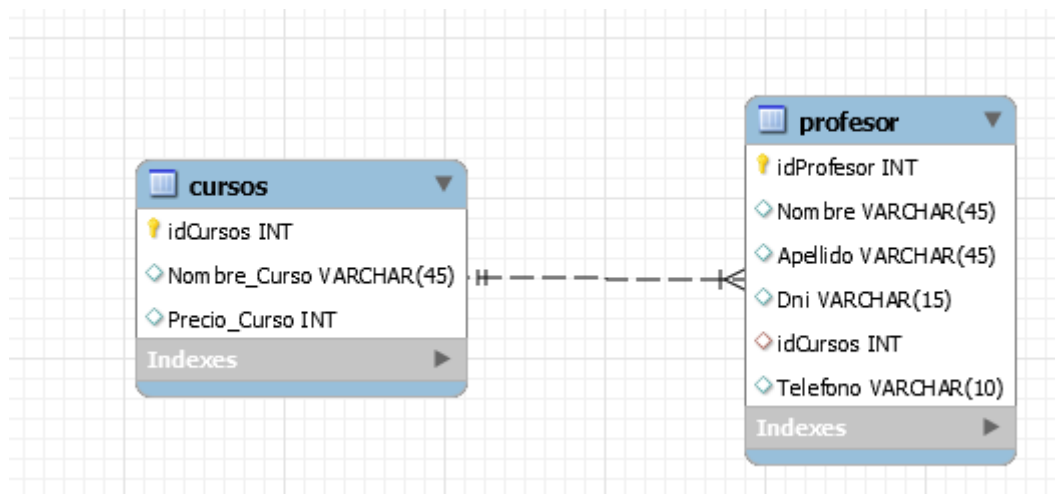 cursos
idCursos INT
Nombre_Curso VARCHAR(45)
Precio_Curso INT
Indexes
profesor
idProfesor INT
Nombre VARCHAR(45)
Apellido VARCHAR(45)
Dni VARCHAR(15)
idCursos INT
Telefono VARCHAR(10)
Indexes